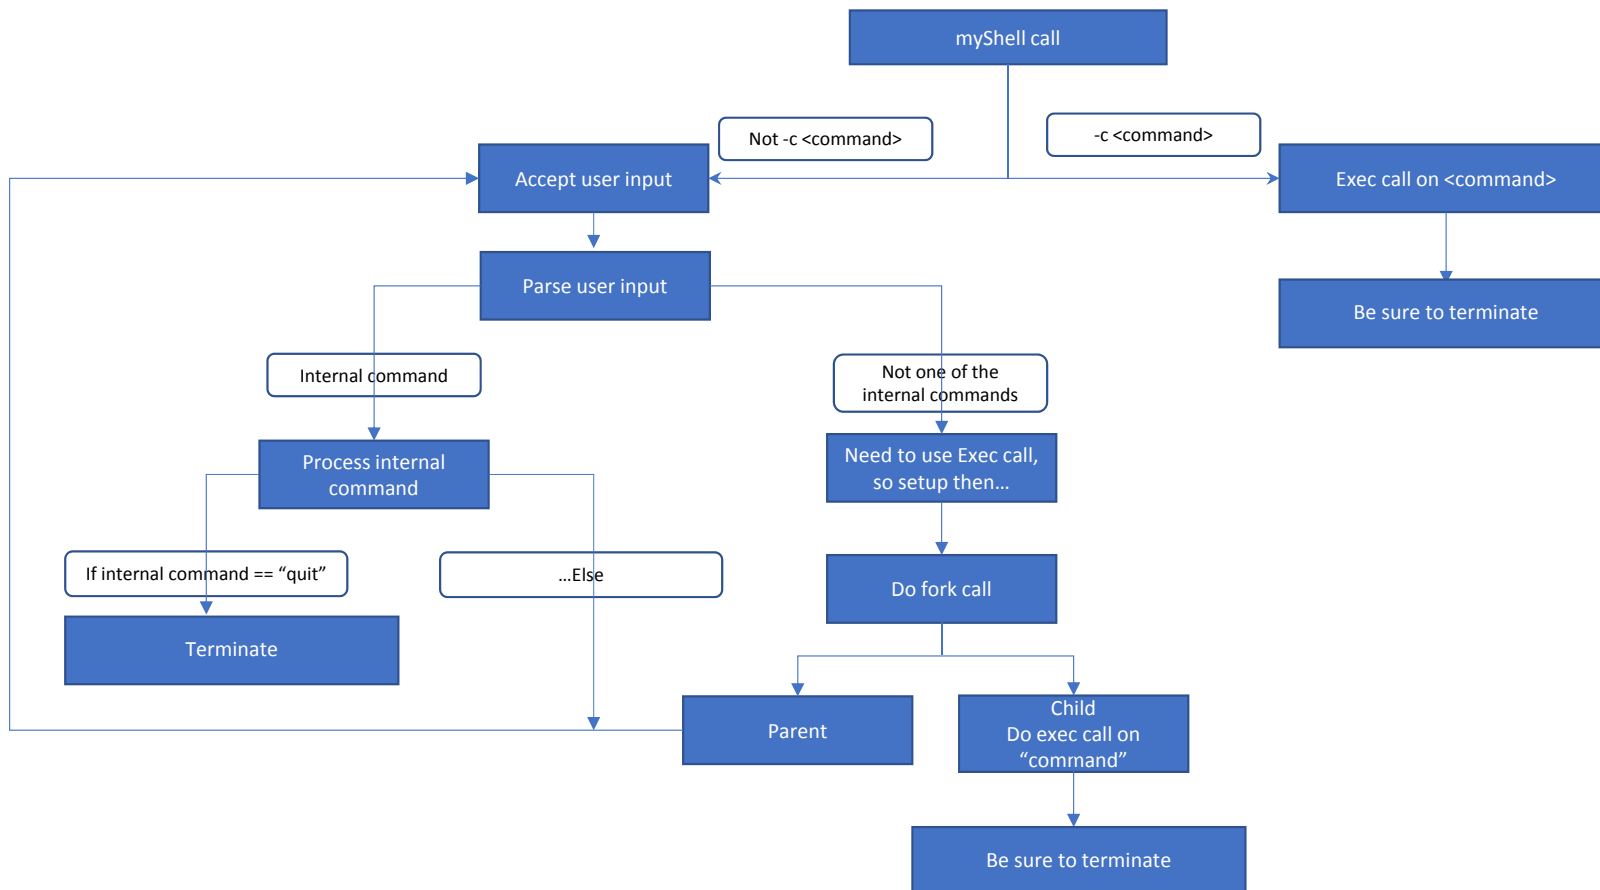 myShell call
Not -c <command>
-c <command>
Accept user input
Exec call on <command>
Parse user input
Be sure to terminate
Internal command
Not one of the
internal commands
Process internal
command
Need to use Exec call,
so setup then…
If internal command == “quit”
…Else
Do fork call
Terminate
Parent
Child
Do exec call on
“command”
Be sure to terminate